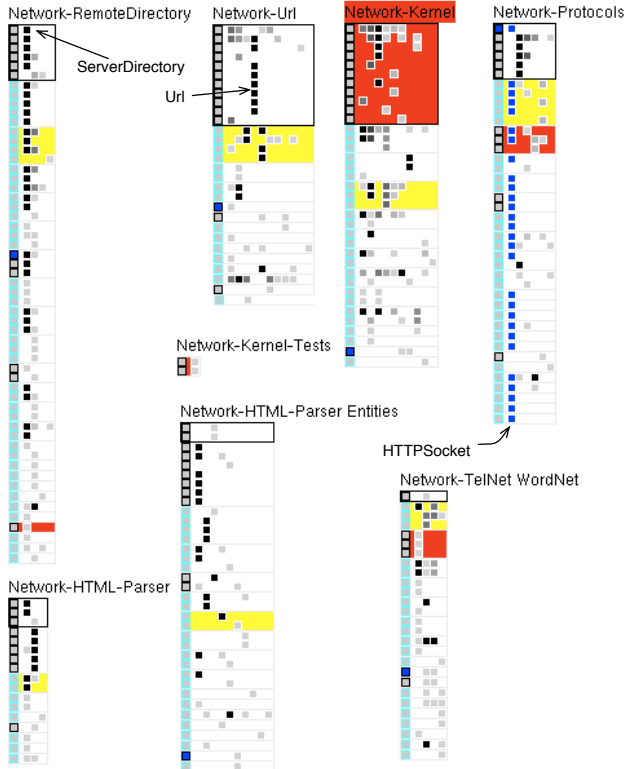 Network-RemoteDirectory
Network-Url
Network-Kernel
Network-Protocols
ServerDirectory
Url
Network-Kernel-Tests
Network-HTML-Parser Entities
HTTPSocket
Network-TelNet WordNet
Network-HTML-Parser